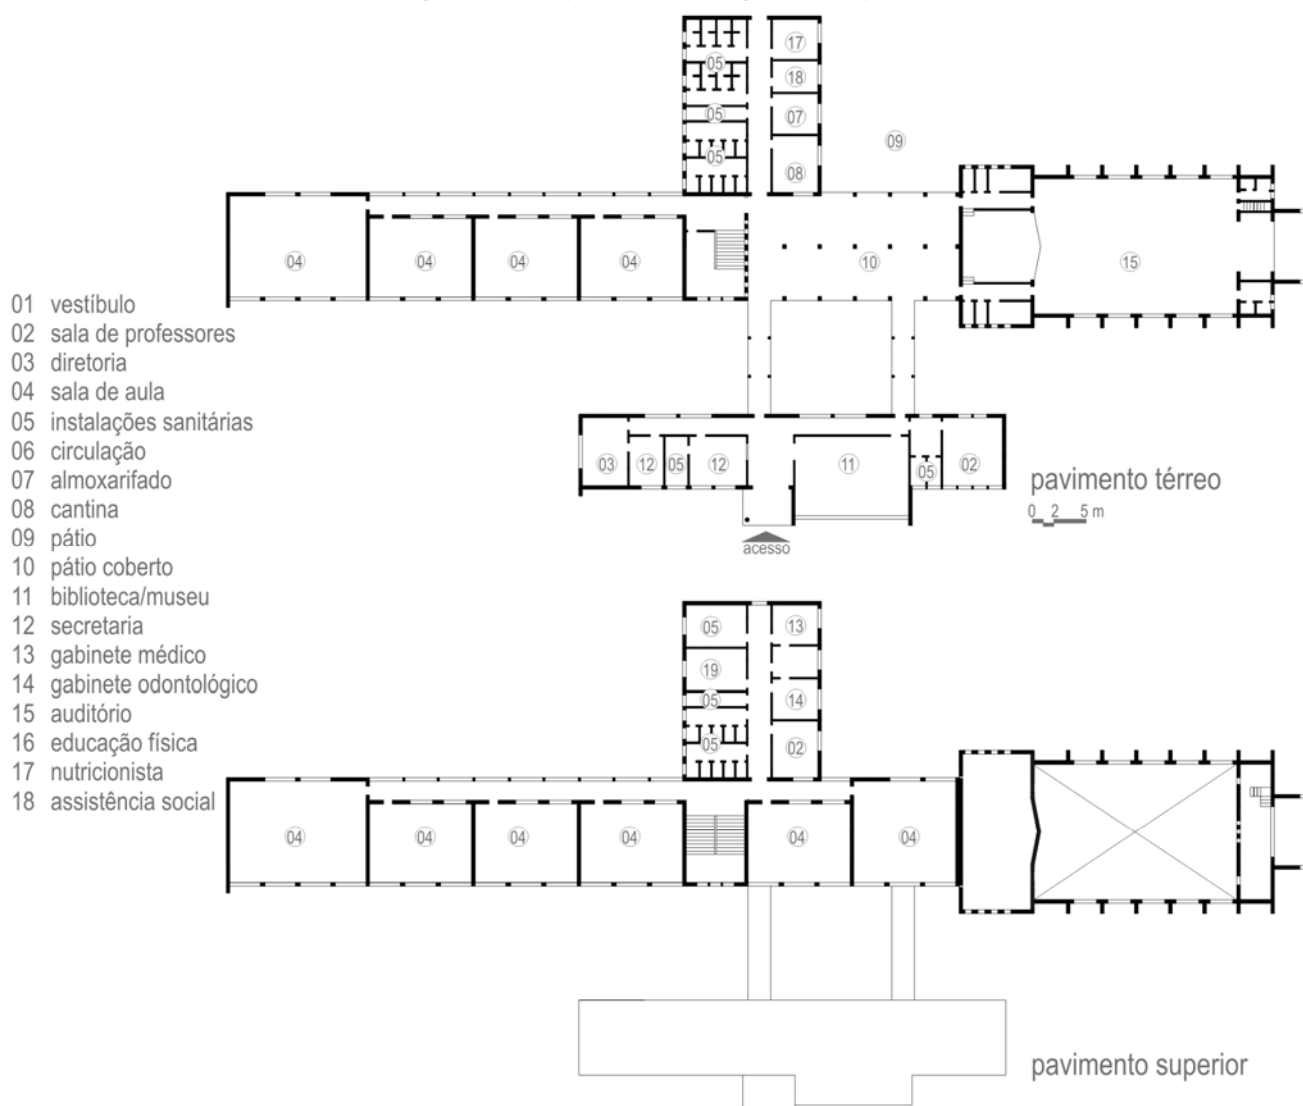 17
05
18
05
07
09
05
08
04
04
04
04
10
15
01 vestíbulo
02 sala de professores
03 diretoria
04 sala de aula
05 instalações sanitárias
06 circulação
07 almoxarifado
08 cantina
09 pátio
10 pátio coberto
11 biblioteca/museu
12 secretaria
13 gabinete médico
14 gabinete odontológico
15 auditório
16 educação física
17 nutricionista
18 assistência social
03
12
05
12
11
05
02
pavimento térreo
0 2 5 m
acesso
05
13
19
05
14
05
02
04
04
04
04
04
04
pavimento superior